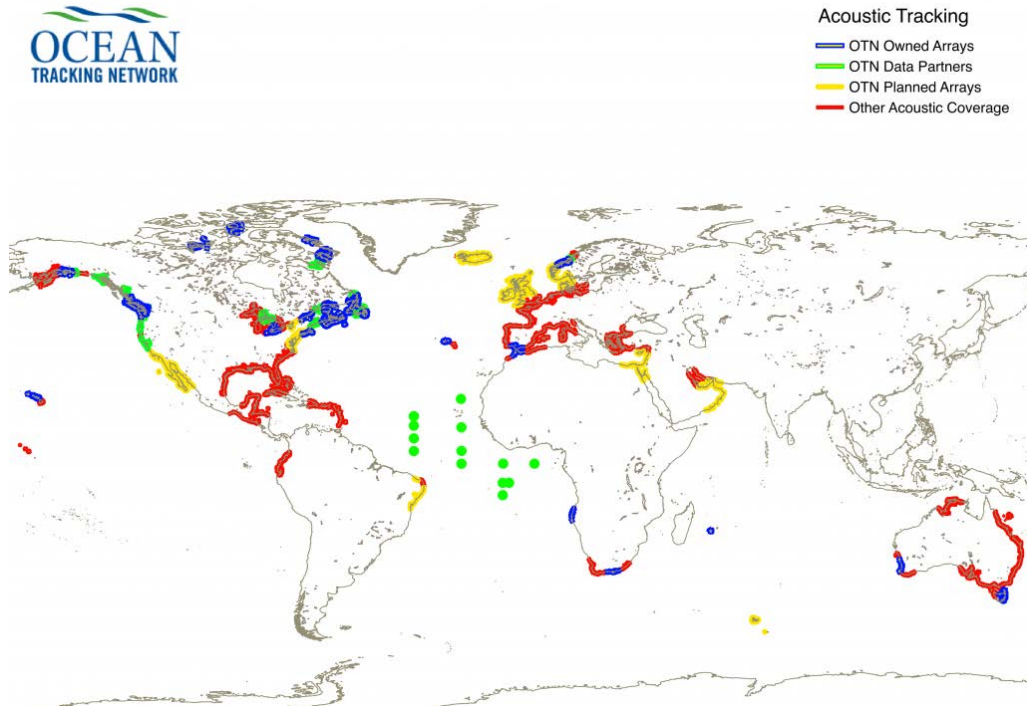 OCEAN
TRACKING NETWORK
Acoustic Tracking
OTN Owned Arrays
OTN Data Partners
OTN Planned Arrays
Other Acoustic Coverage